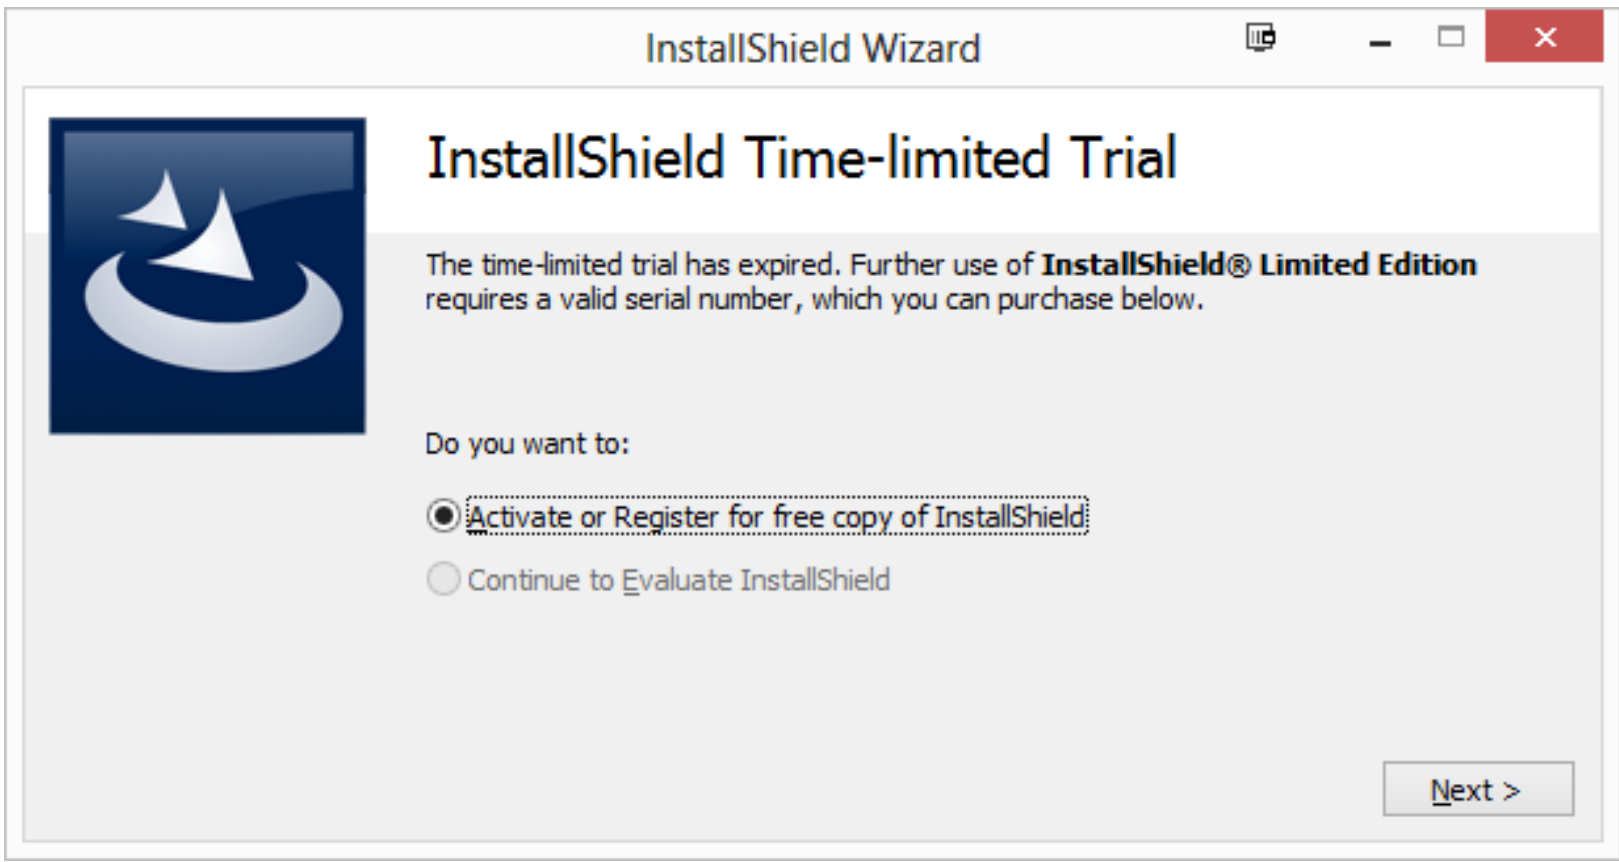 InstallShield Wizard
InstallShield Time-limited Trial
The time-limited trial has expired. Further use of InstallShield® Limited Edition
requires a valid serial number, which you can purchase below.
Do you want to:
Activate or Register for free copy of InstallShield
Continue to Evaluate InstallShield
Next >